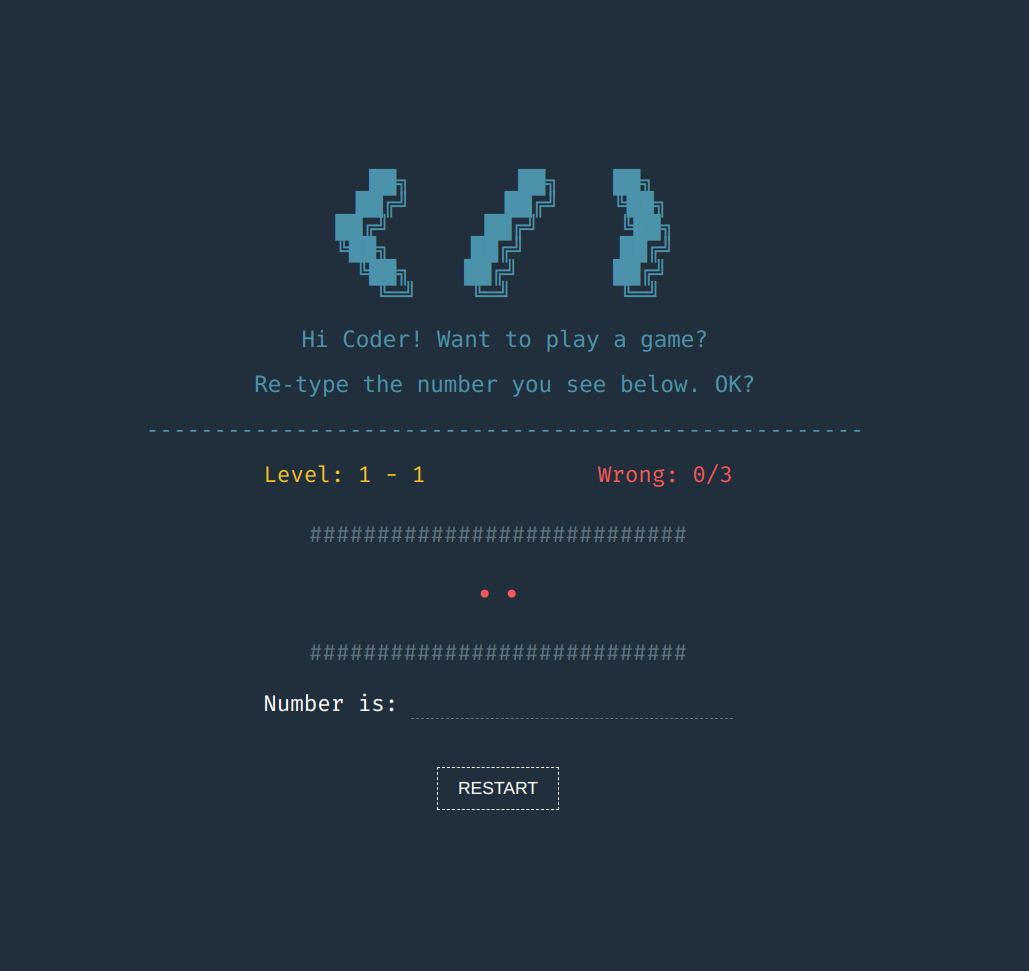 Hi Coder! Want to play a game?
Re-type the number you see below. OK?
-----------------------------------------------------
Level: 1 - 1 Wrong: 0/3
############################
• •
############################
Number is:
RESTART